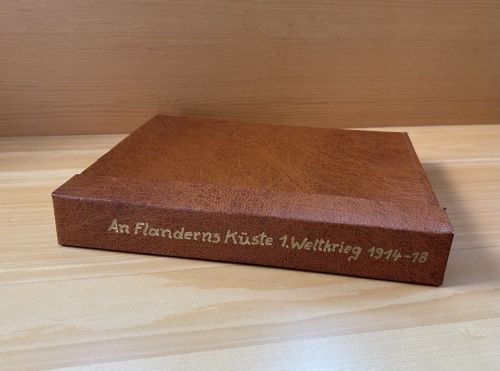 An Flanderns Küste 1. Weltkrieg 1914-18